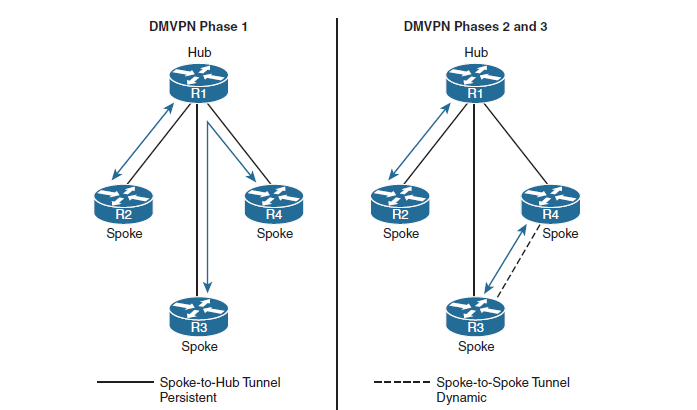 DMVPN Phase 1
Hub
R1
R2
Spoke
R4
Spoke
R3
Spoke
Spoke-to-Hub Tunnel
Persistent
DMVPN Phases 2 and 3
Hub
R1
R2
Spoke
R4
Spoke
R3
Spoke
Spoke-to-Spoke Tunnel
Dynamic